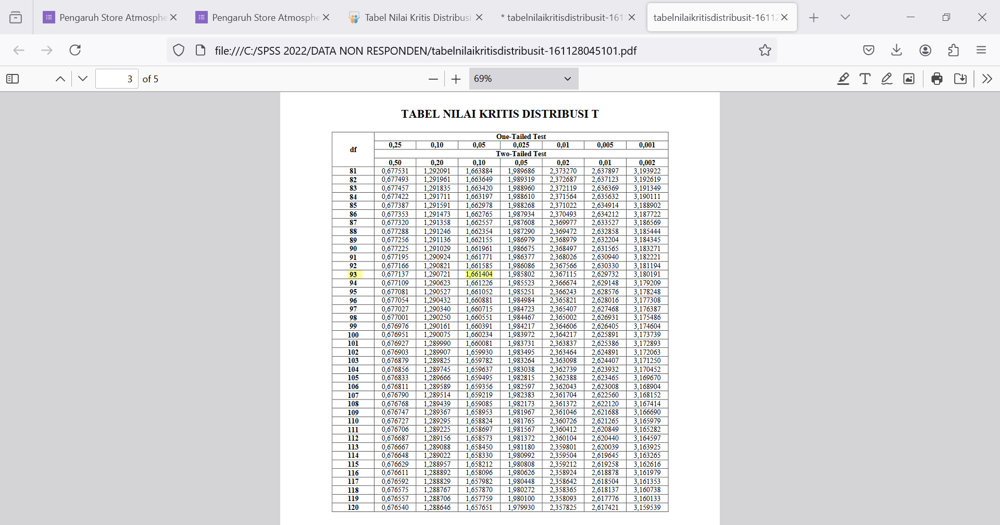 Pengaruh Store Atmosphe
Pengaruh Store Atmosphe
Tabel Nilai Kritis Distribusi
* tabelnilaikritisdistribusit-161
tabelnilaikritisdistribusit-16112
file:///C:/SPSS 2022/DATA NON RESPONDEN/tabelnilaikritisdistribusit-161128045101.pdf
3 of 5
69%
TABEL NILAI KRITIS DISTRIBUSI T
df
One-Tailed Test
0,25 0,10 0,05 0,025 0,01 0,005 0,001
Two-Tailed Test
0,50 0,20 0,10 0,05 0,02 0,01 0,002
81 0,677531 1,292091 1,663884 1,989686 2,373270 2,637897 3,193922
82 0,677493 1,291961 1,663649 1,989319 2,372687 2,637123 3,192619
83 0,677457 1,291835 1,663420 1,988960 2,372119 2,636369 3,191349
84 0,677422 1,291711 1,663197 1,988610 2,371564 2,635632 3,190111
85 0,677387 1,291591 1,662978 1,988268 2,371022 2,634914 3,188902
86 0,677353 1,291473 1,662765 1,987934 2,370493 2,634212 3,187722
87 0,677320 1,291358 1,662557 1,987608 2,369977 2,633527 3,186569
88 0,677288 1,291246 1,662354 1,987290 2,369472 2,632858 3,185444
89 0,677256 1,291136 1,662155 1,986979 2,368979 2,632204 3,184345
90 0,677225 1,291029 1,661961 1,986675 2,368497 2,631565 3,183271
91 0,677195 1,290924 1,661771 1,986377 2,368026 2,630940 3,182221
92 0,677166 1,290821 1,661585 1,986086 2,367566 2,630330 3,181194
93 0,677137 1,290721 1,661404 1,985802 2,367115 2,629732 3,180191
94 0,677109 1,290623 1,661226 1,985523 2,366674 2,629148 3,179209
95 0,677081 1,290527 1,661052 1,985251 2,366243 2,628576 3,178248
96 0,677054 1,290432 1,660881 1,984984 2,365821 2,628016 3,177308
97 0,677027 1,290340 1,660715 1,984723 2,365407 2,627468 3,176387
98 0,677001 1,290250 1,660551 1,984467 2,365002 2,626931 3,175486
99 0,676976 1,290161 1,660391 1,984217 2,364606 2,626405 3,174604
100 0,676951 1,290075 1,660234 1,983972 2,364217 2,625891 3,173739
101 0,676927 1,289990 1,660081 1,983731 2,363837 2,625386 3,172893
102 0,676903 1,289907 1,659930 1,983495 2,363464 2,624891 3,172063
103 0,676879 1,289825 1,659782 1,983264 2,363098 2,624407 3,171250
104 0,676856 1,289745 1,659637 1,983038 2,362739 2,623932 3,170452
105 0,676833 1,289666 1,659495 1,982815 2,362388 2,623465 3,169670
106 0,676811 1,289589 1,659356 1,982597 2,362043 2,623008 3,168904
107 0,676790 1,289514 1,659219 1,982383 2,361704 2,622560 3,168152
108 0,676768 1,289439 1,659085 1,982173 2,361372 2,622120 3,167414
109 0,676747 1,289367 1,658953 1,981967 2,361046 2,621688 3,166690
110 0,676727 1,289295 1,658824 1,981765 2,360726 2,621265 3,165979
111 0,676706 1,289225 1,658697 1,981567 2,360412 2,620849 3,165282
112 0,676687 1,289156 1,658573 1,981372 2,360104 2,620440 3,164597
113 0,676667 1,289088 1,658450 1,981180 2,359801 2,620039 3,163925
114 0,676648 1,289022 1,658330 1,980992 2,359504 2,619645 3,163265
115 0,676629 1,288957 1,658212 1,980808 2,359212 2,619258 3,162616
116 0,676611 1,288892 1,658096 1,980626 2,358924 2,618878 3,161979
117 0,676592 1,288829 1,657982 1,980448 2,358642 2,618504 3,161353
118 0,676575 1,288767 1,657870 1,980272 2,358365 2,618137 3,160738
119 0,676557 1,288706 1,657759 1,980100 2,358093 2,617776 3,160133
120 0,676540 1,288646 1,657651 1,979930 2,357825 2,617421 3,159539